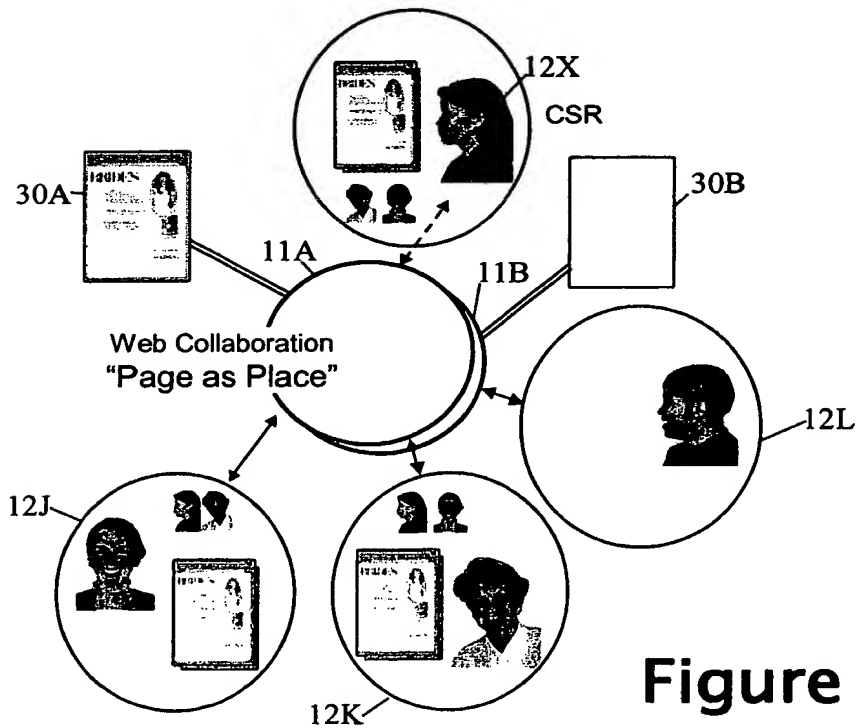 12X
CSR
30A
30B
11A
11B
Web Collaboration
"Page as Place"
12L
12J
12K
Figure